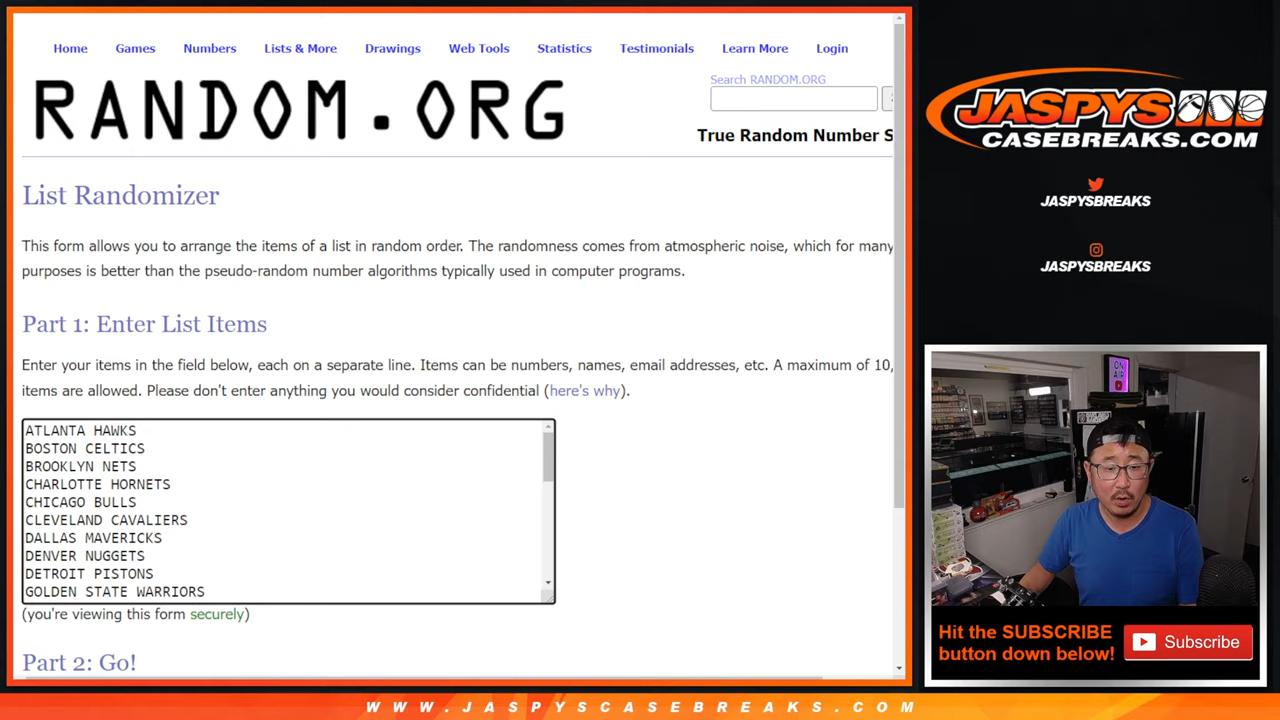 Home Games Numbers Lists & More Drawings Web Tools Statistics Testimonials Learn More Login
RANDOM.ORG
Search RANDOM.ORG
True Random Number S
List Randomizer
This form allows you to arrange the items of a list in random order. The randomness comes from atmospheric noise, which for many
purposes is better than the pseudo-random number algorithms typically used in computer programs.
Part 1: Enter List Items
Enter your items in the field below, each on a separate line. Items can be numbers, names, email addresses, etc. A maximum of 10,
items are allowed. Please don't enter anything you would consider confidential (here's why).
ATLANTA HAWKS
BOSTON CELTICS
BROOKLYN NETS
CHARLOTTE HORNETS
CHICAGO BULLS
CLEVELAND CAVALIERS
DALLAS MAVERICKS
DENVER NUGGETS
DETROIT PISTONS
GOLDEN STATE WARRIORS
(you're viewing this form securely)
Part 2: Go!
JASPYS
CASEBREAKS.COM
JASPYSBREAKS
JASPYSBREAKS
ON
AIR
Hit the SUBSCRIBE
button down below!
Subscribe
WWW.JASPYSCASEBREAKS.COM